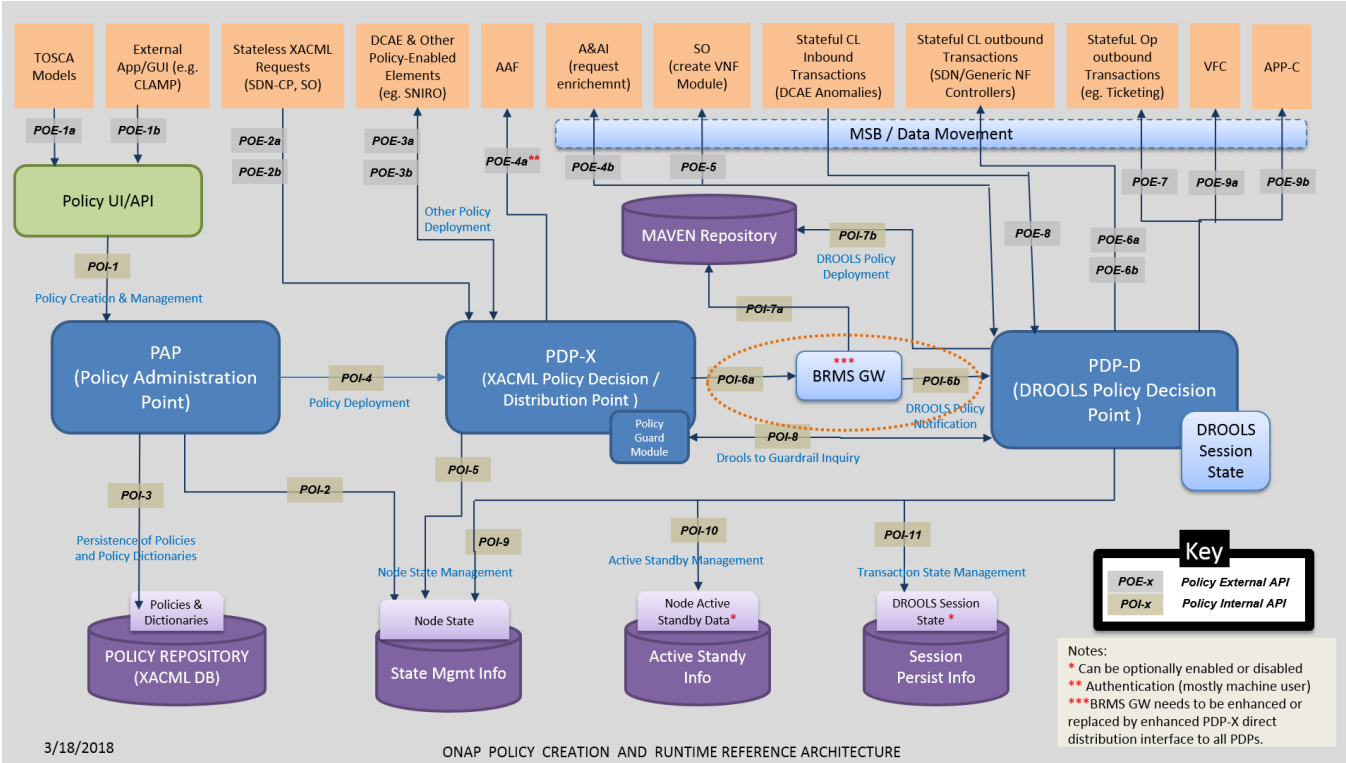 TOSCA
Models
External
App/GUI (e.g.
CLAMP)
Stateless XACML
Requests
(SDN-CP, SO)
DCAE & Other
Policy-Enabled
Elements
(eg. SNIRO)
AAF
A&AI
(request
enrichemnt)
SO
(create VNF
Module)
Stateful CL
Inbound
Transactions
(DCAE Anomalies)
Stateful CL outbound
Transactions
(SDN/Generic NF
Controllers)
StatefuL Op
outbound
Transactions
(eg. Ticketing)
VFC
APP-C
MSB / Data Movement
POE-1a
POE-1b
POE-2a
POE-2b
POE-3a
POE-3b
POE-4a**
POE-4b
POE-5
POE-7
POE-9a
POE-9b
Policy UI/API
Other Policy
Deployment
MAVEN Repository
POI-7b
DROOLS Policy
Deployment
POE-8
POE-6a
POE-6b
POI-1
Policy Creation & Management
POI-7a
PAP
(Policy Administration
Point)
POI-4
Policy Deployment
PDP-X
(XACML Policy Decision /
Distribution Point )
Policy
Guard
Module
POI-6a
***
BRMS GW
POI-6b
DROOLS Policy
Notification
PDP-D
(DROOLS Policy Decision
Point )
DROOLS
Session
State
POI-8
Drools to Guardrail Inquiry
POI-3
POI-2
POI-5
POI-9
POI-10
POI-11
Persistence of Policies
and Policy Dictionaries
Node State Management
Active Standby Management
Transaction State Management
Policies &
Dictionaries
POLICY REPOSITORY
(XACML DB)
Node State
State Mgmt Info
Node Active
Standby Data*
Active Standy
Info
DROOLS Session
State *
Session
Persist Info
Key
POE-x Policy External API
POI-x Policy Internal API
Notes:
* Can be optionally enabled or disabled
** Authentication (mostly machine user)
***BRMS GW needs to be enhanced or
replaced by enhanced PDP-X direct
distribution interface to all PDPs.
3/18/2018
ONAP POLICY CREATION AND RUNTIME REFERENCE ARCHITECTURE